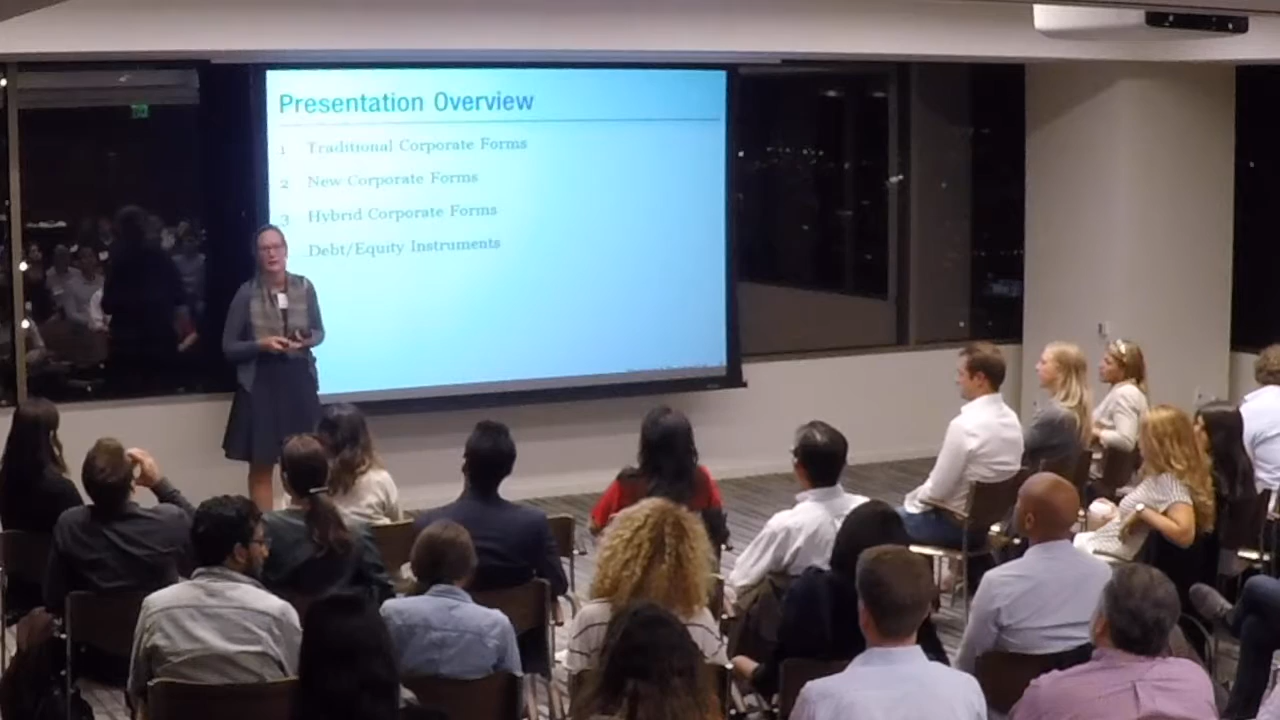 Presentation Overview
1 Traditional Corporate Forms
2 New Corporate Forms
3 Hybrid Corporate Forms
Debt/Equity Instruments